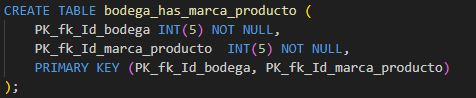 CREATE TABLE bodega_has_marca_producto (
    PK_fk_Id_bodega INT(5) NOT NULL,
    PK_fk_Id_marca_producto  INT(5) NOT NULL,
    PRIMARY KEY (PK_fk_Id_bodega, PK_fk_Id_marca_producto)
);